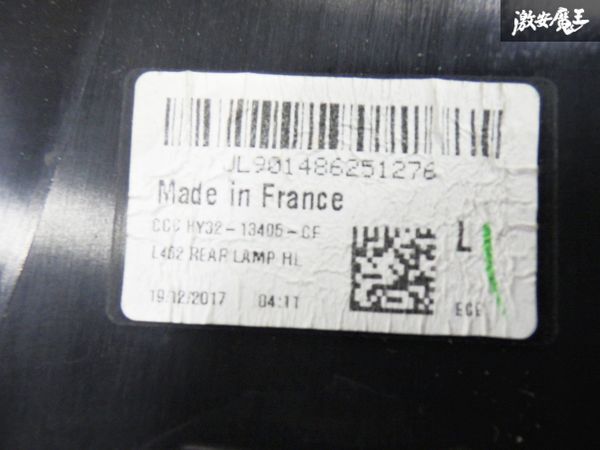 激安魔王
JL901486251276
Made in France
CCC HY32-13405-CF
L462 REAR LAMP HL
L
19/12/2017 04:11
ECE